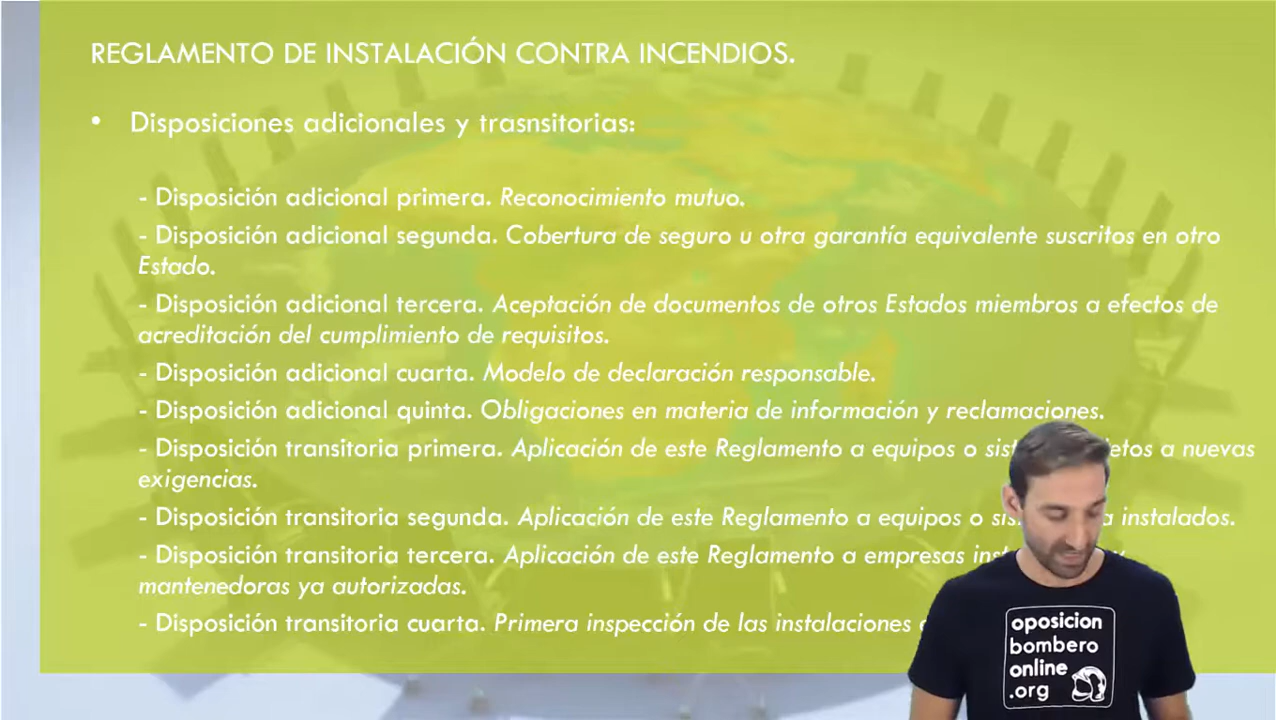 REGLAMENTO DE INSTALACIÓN CONTRA INCENDIOS.
• Disposiciones adicionales y trasnsitorias:
- Disposición adicional primera. Reconocimiento mutuo.
- Disposición adicional segunda. Cobertura de seguro u otra garantía equivalente suscritos en otro
Estado.
- Disposición adicional tercera. Aceptación de documentos de otros Estados miembros a efectos de
acreditación del cumplimiento de requisitos.
- Disposición adicional cuarta. Modelo de declaración responsable.
- Disposición adicional quinta. Obligaciones en materia de información y reclamaciones.
- Disposición transitoria primera. Aplicación de este Reglamento a equipos o a nuevas
exigencias.
- Disposición transitoria segunda. Aplicación de este Reglamento a equipos o instalados.
- Disposición transitoria tercera. Aplicación de este Reglamento a empresas
mantenedoras ya autorizadas.
- Disposición transitoria cuarta. Primera inspección de las instalaciones
oposicion
bombero
online
.org